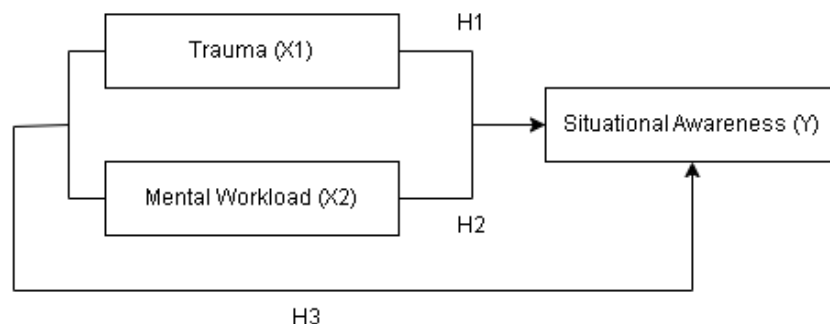 H1
Trauma (X1)
Situational Awareness (Y)
Mental Workload (X2)
H2
H3